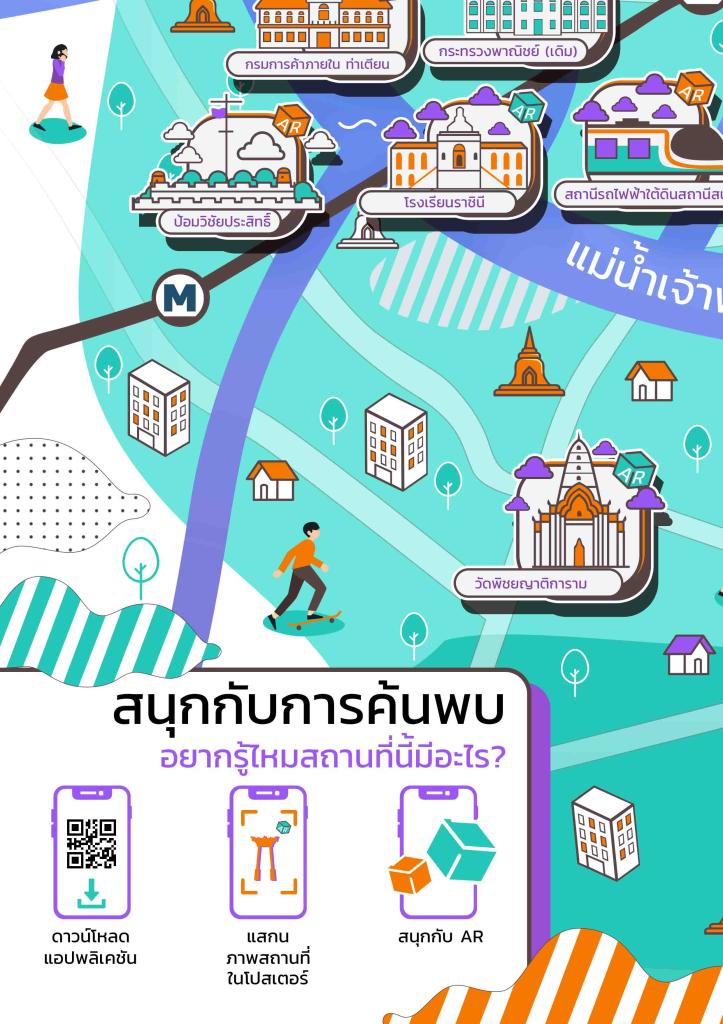 กรมการค้าภายใน ท่าเตียน
กระทรวงพาณิชย์ (เดิม)
AR
AR
AR
ป้อมวิชัยประสิทธิ์
โรงเรียนราชินี
สถานีรถไฟฟ้าใต้ดินสถานีสน
แม่น้ำเจ้าพ
M
AR
วัดพิชยญาติการาม
สนุกกับการค้นพบ
อยากรู้ไหมสถานที่นี้มีอะไร?
ดาวน์โหลด
แอปพลิเคชัน
แสกน
ภาพสถานที่
ในโปสเตอร์
สนุกกับ AR